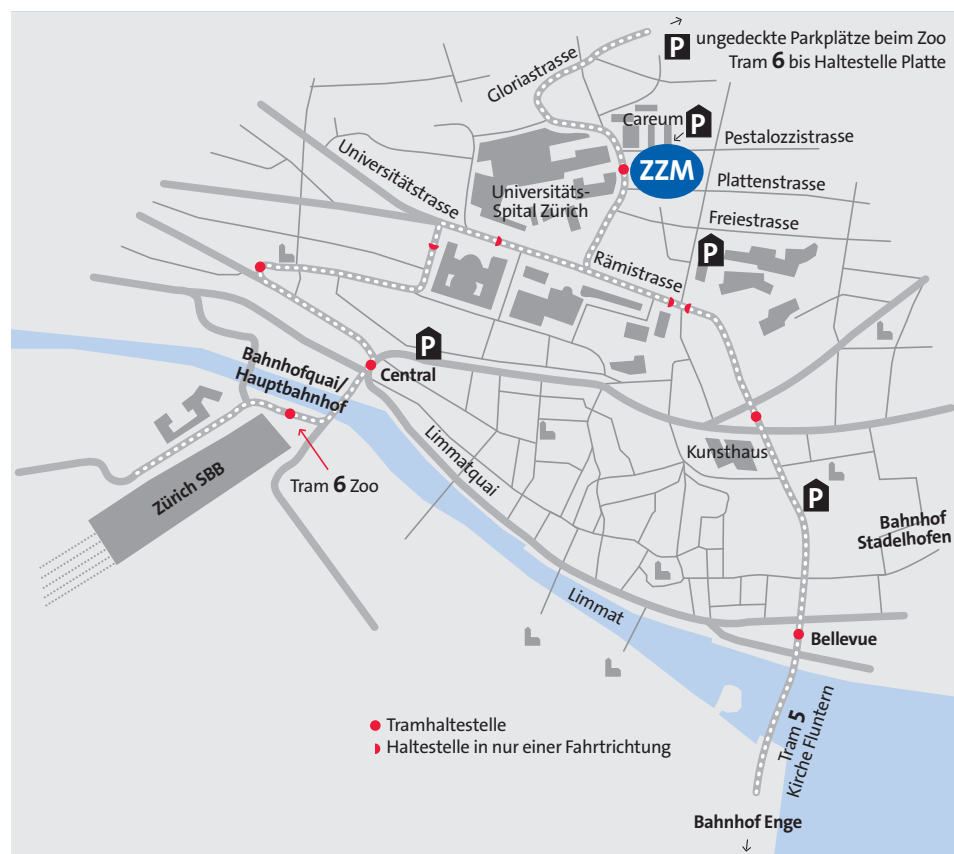 P ungedeckte Parkplätze beim Zoo
Tram 6 bis Haltestelle Platte
Gloriastrasse
Careum P
Pestalozzistrasse
ZZM
Universitätstrasse
Universitäts-
Spital Zürich
Plattenstrasse
Freiestrasse
P
Rämistrasse
P
Bahnhofquai/
Hauptbahnhof
Central
Kunsthaus
Limmatquai
Zürich SBB
Tram 6 Zoo
P
Bahnhof
Stadelhofen
Limmat
Bellevue
Tramhaltestelle
Haltestelle in nur einer Fahrtrichtung
Tram 5
Kirche Fluntern
Bahnhof Enge